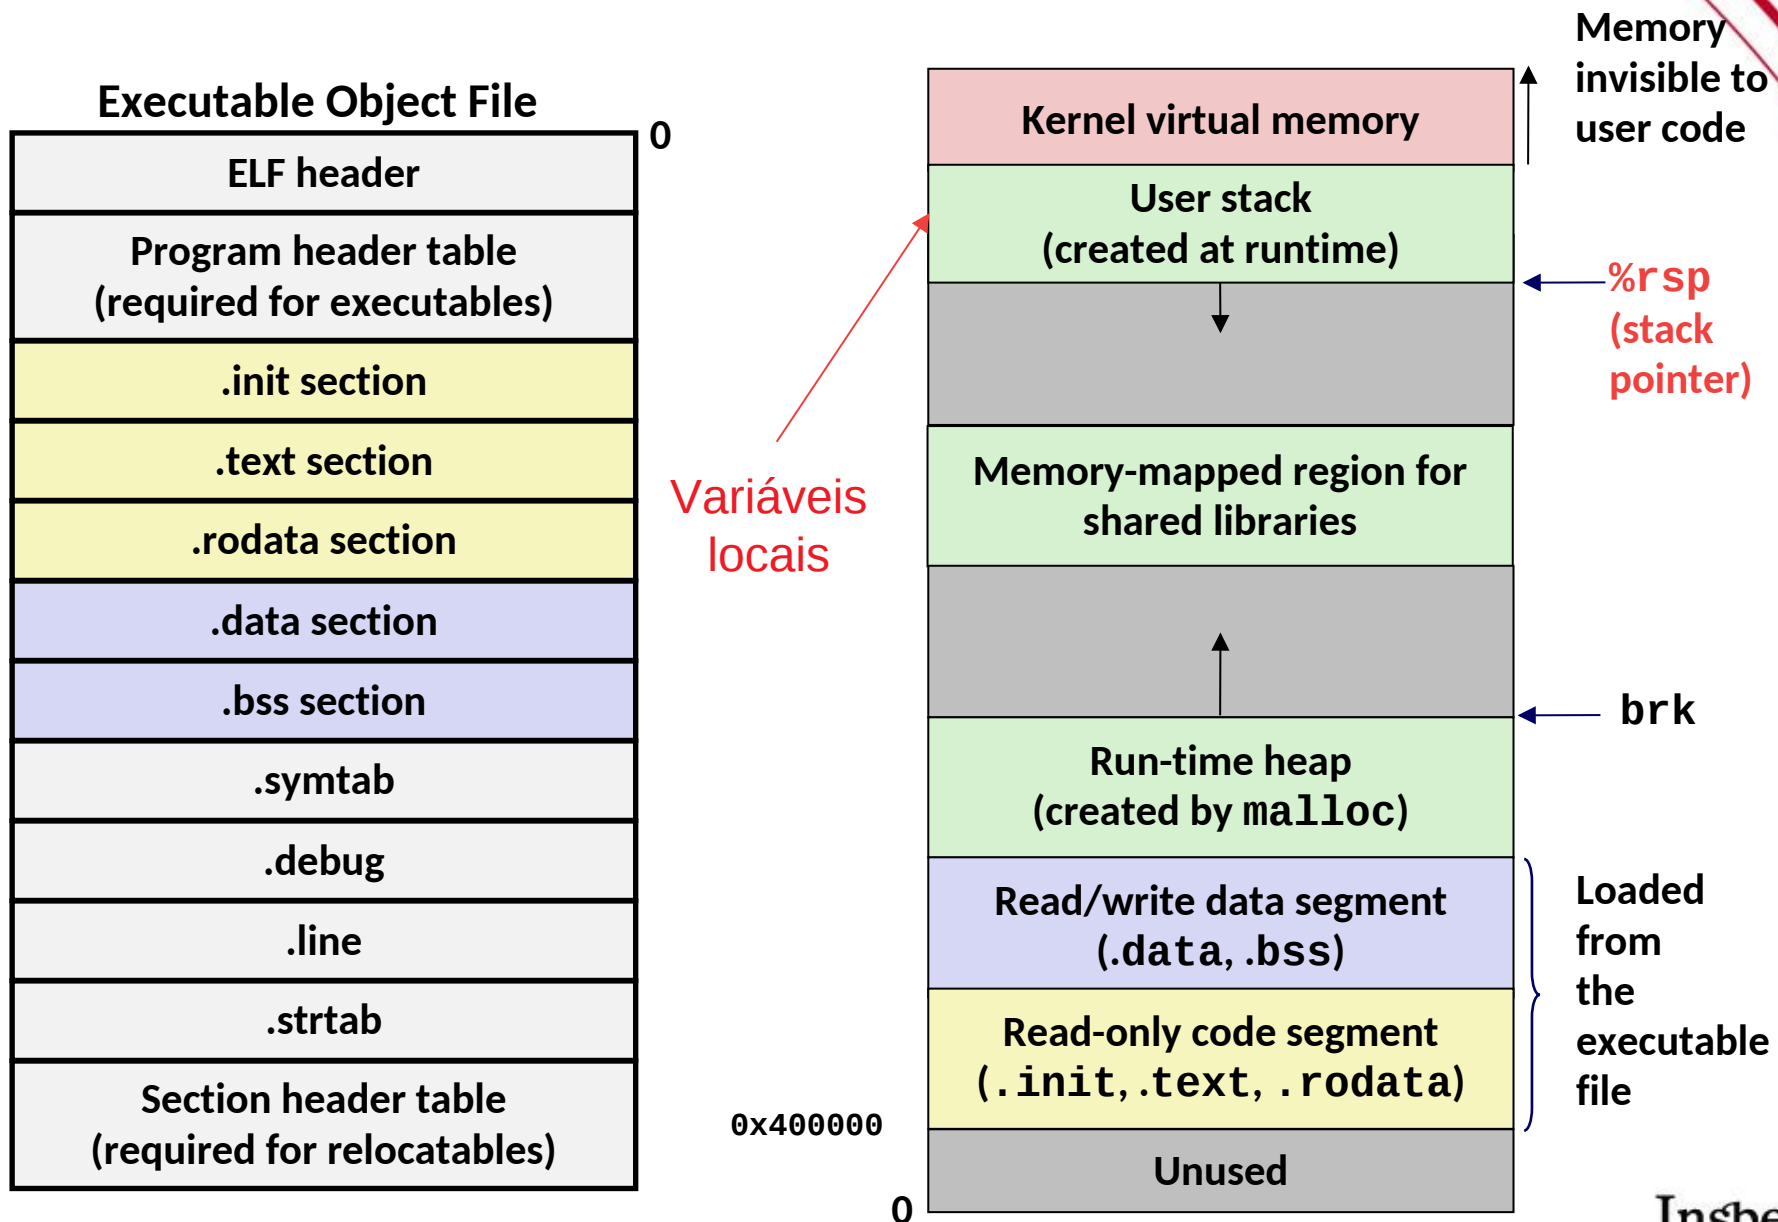 Executable Object File
0
ELF header
Program header table
(required for executables)
.init section
.text section
.rodata section
.data section
.bss section
.symtab
.debug
.line
.strtab
Section header table
(required for relocatables)
Variáveis
locais
Kernel virtual memory
User stack
(created at runtime)
Memory-mapped region for
shared libraries
Run-time heap
(created by malloc)
Read/write data segment
(.data, .bss)
Read-only code segment
(.init, .text, .rodata)
Unused
0x400000
0
Memory
invisible to
user code
%rsp
(stack
pointer)
brk
Loaded
from
the
executable
file